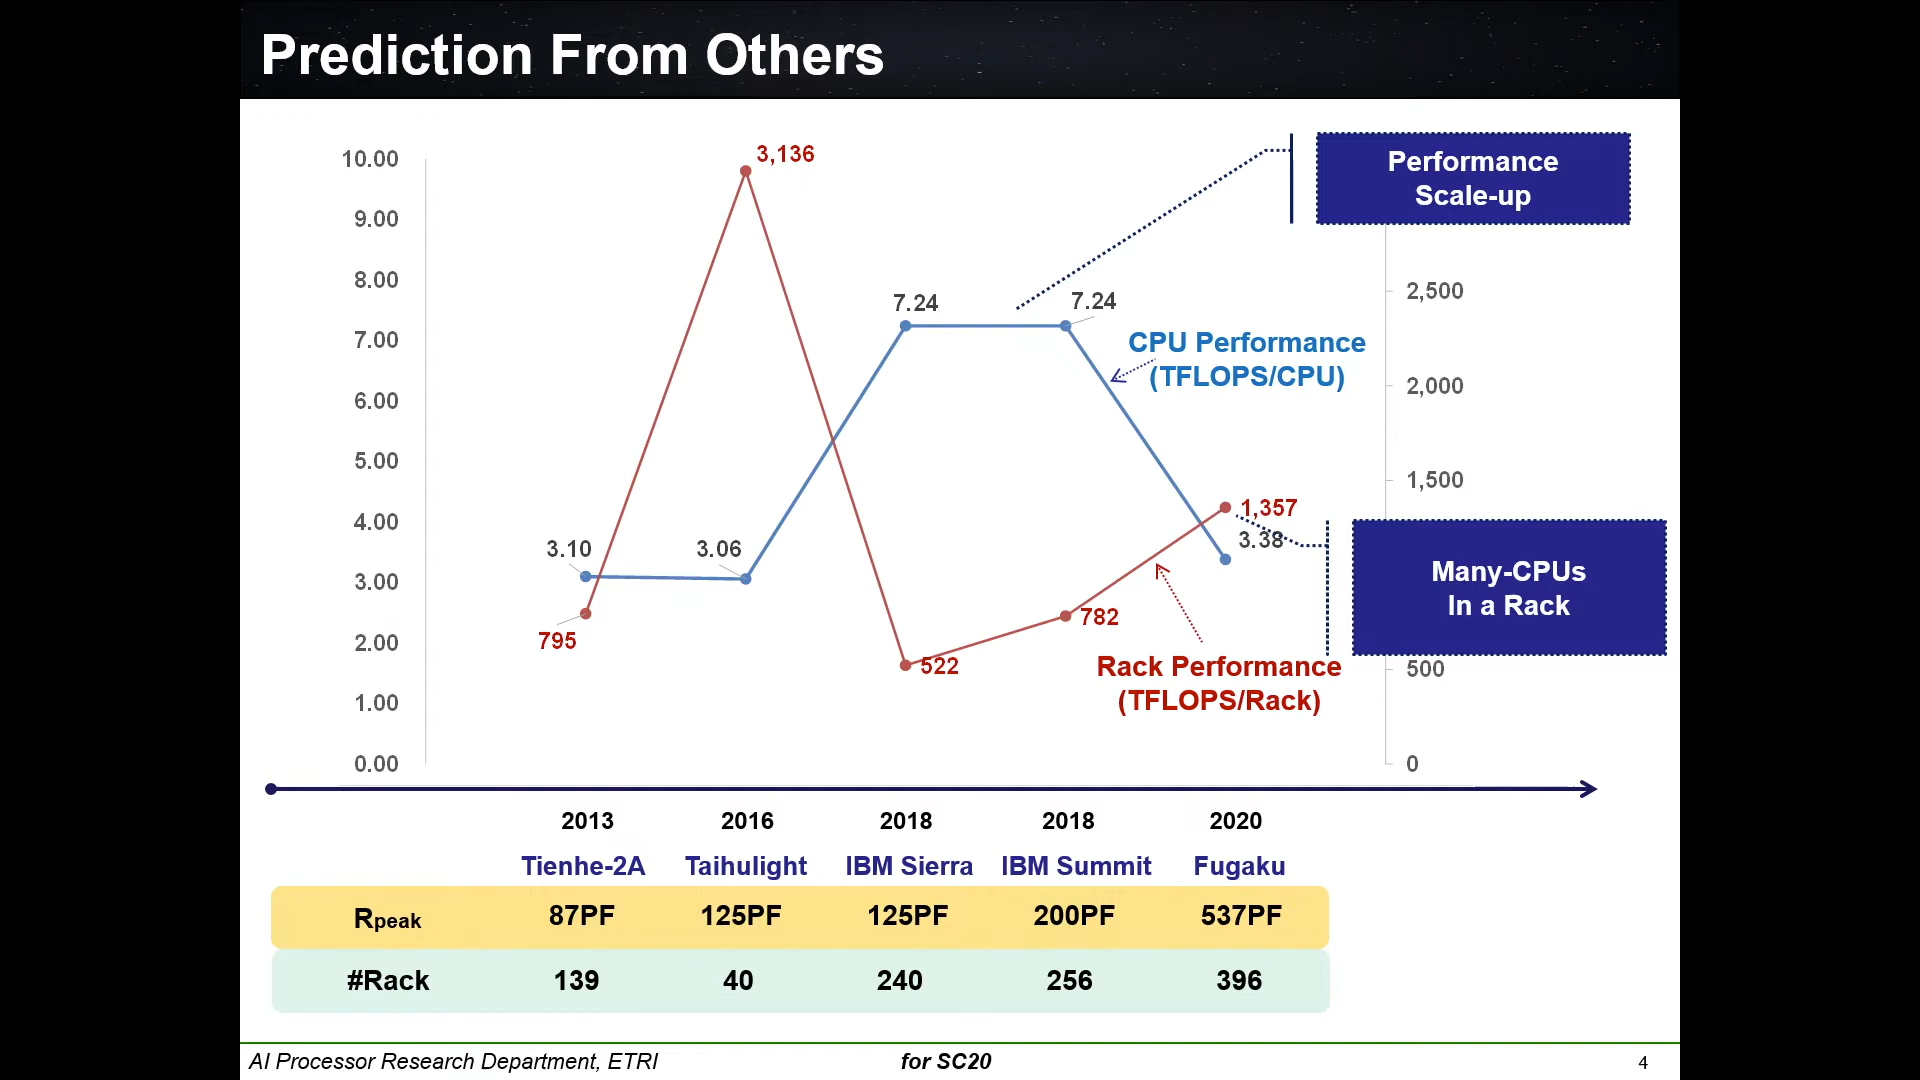 Prediction From Others
Performance
Scale-up
10.00
9.00
8.00
7.00
6.00
5.00
4.00
3.00
2.00
1.00
0.00
3,136
7.24
7.24
CPU Performance
(TFLOPS/CPU)
3.10
3.06
795
522
782
1,357
3.38
Rack Performance
(TFLOPS/Rack)
2,500
2,000
1,500
Many-CPUs
In a Rack
500
0
2013 2016 2018 2018 2020
Tienhe-2A Taihulight IBM Sierra IBM Summit Fugaku
Rpeak 87PF 125PF 125PF 200PF 537PF
#Rack 139 40 240 256 396
AI Processor Research Department, ETRI for SC20 4